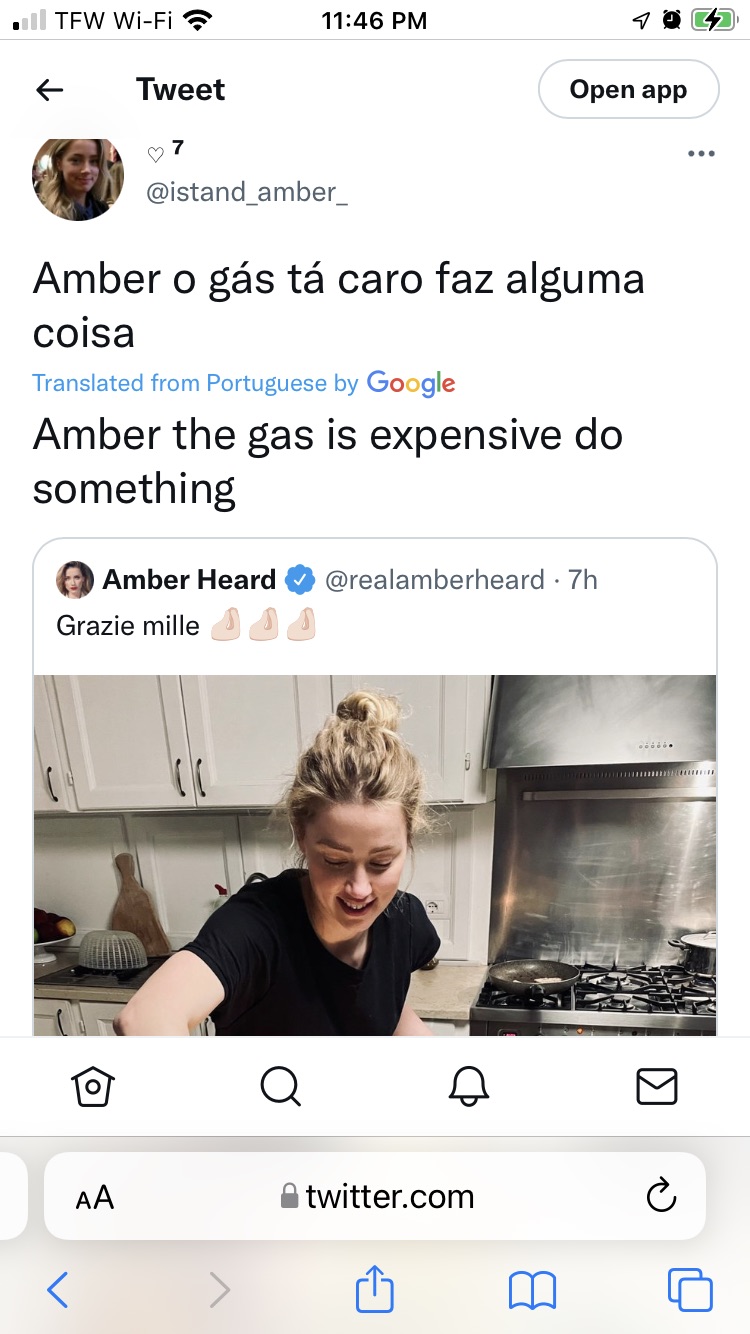 TFW Wi-Fi 11:46 PM
Tweet Open app
♡ 7
@istand_amber_
Amber o gás tá caro faz alguma
coisa
Translated from Portuguese by Google
Amber the gas is expensive do
something
Amber Heard @realamberheard · 7h
Grazie mille 🤌🏻🤌🏻🤌🏻
AA twitter.com